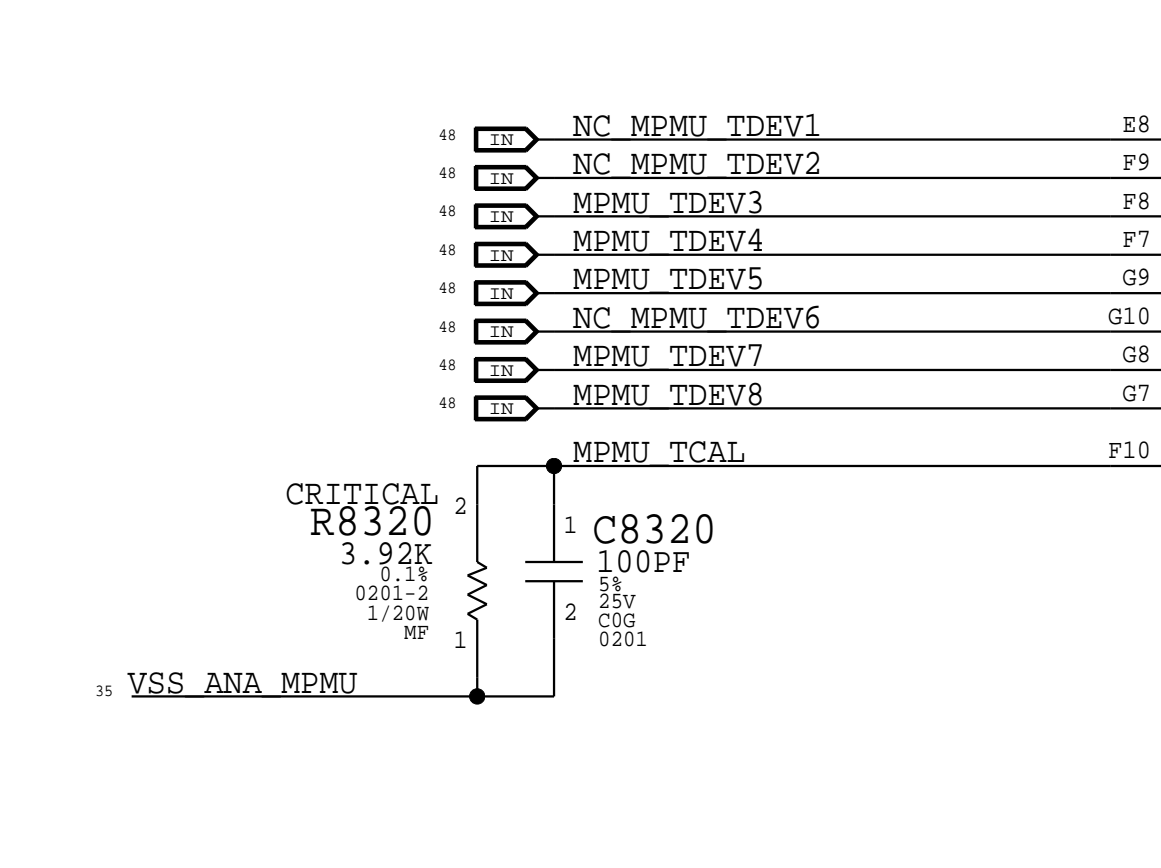 48 IN NC_MPMU_TDEV1 E8
48 IN NC_MPMU_TDEV2 F9
48 IN MPMU_TDEV3 F8
48 IN MPMU_TDEV4 F7
48 IN MPMU_TDEV5 G9
48 IN NC_MPMU_TDEV6 G10
48 IN MPMU_TDEV7 G8
48 IN MPMU_TDEV8 G7
MPMU_TCAL F10
CRITICAL
R8320
3.92K
0.1%
0201-2
1/20W
MF
2
1
1
2
C8320
100PF
5%
25V
C0G
0201
35 VSS_ANA_MPMU